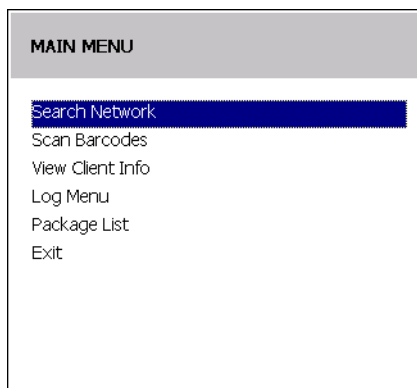 MAIN MENU
Search Network
Scan Barcodes
View Client Info
Log Menu
Package List
Exit